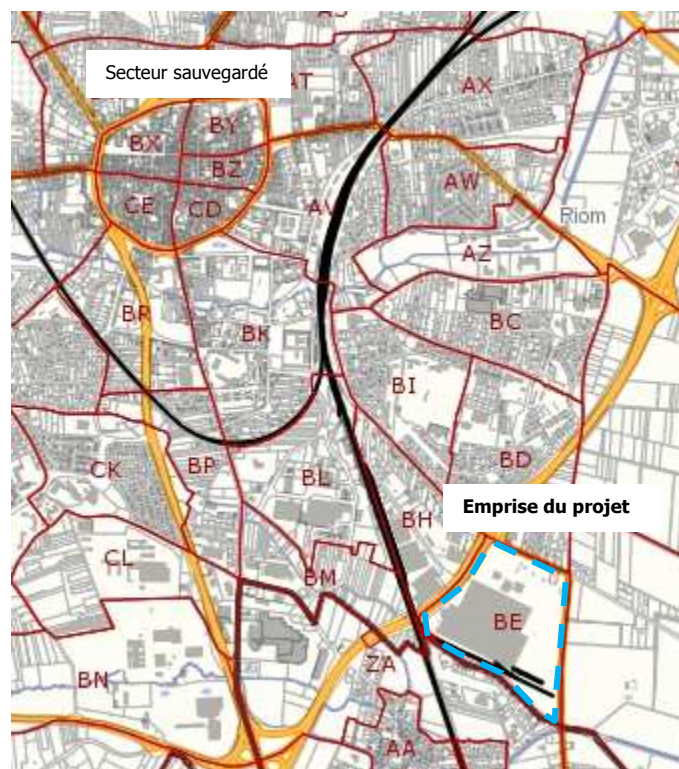 Secteur sauvegardé
AT
AX
BY
BX
BZ
AW
CE
CD
AV
Riom
AZ
BR
BK
BC
BI
CK
BP
BL
BD
Emprise du projet
BH
CL
BM
BE
ZA
BN
AA